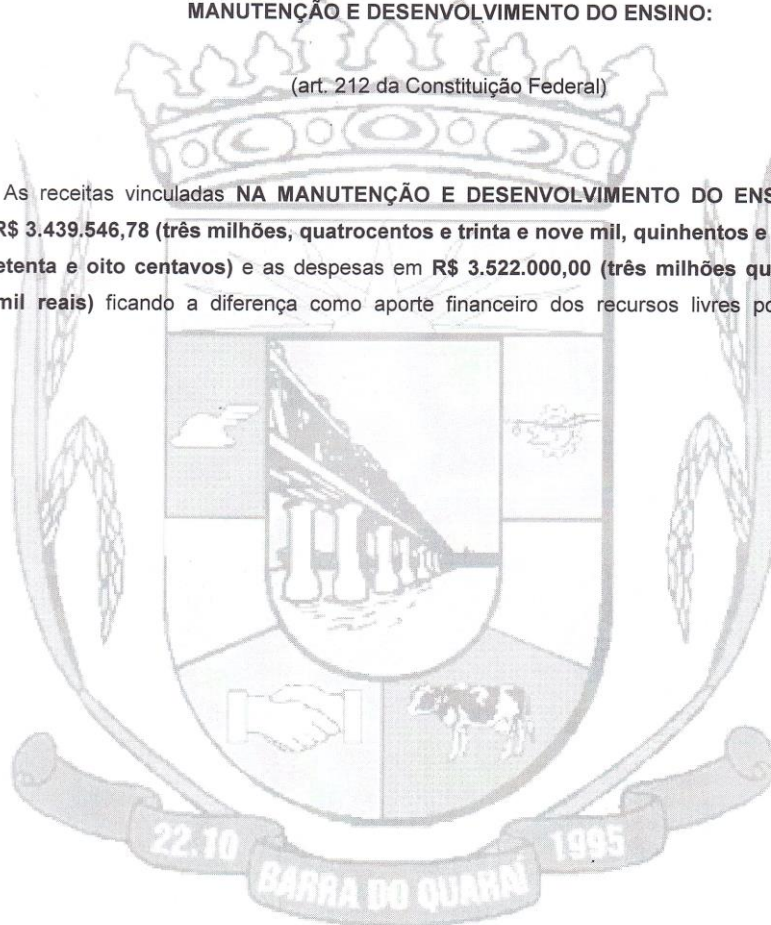 MANUTENÇÃO E DESENVOLVIMENTO DO ENSINO:
(art. 212 da Constituição Federal)
As receitas vinculadas NA MANUTENÇÃO E DESENVOLVIMENTO DO ENS
R$ 3.439.546,78 (três milhões, quatrocentos e trinta e nove mil, quinhentos e
etenta e oito centavos) e as despesas em R$ 3.522.000,00 (três milhões qu
mil reais) ficando a diferença como aporte financeiro dos recursos livres po
22.10 1995
BARRA DO QUARAÍ